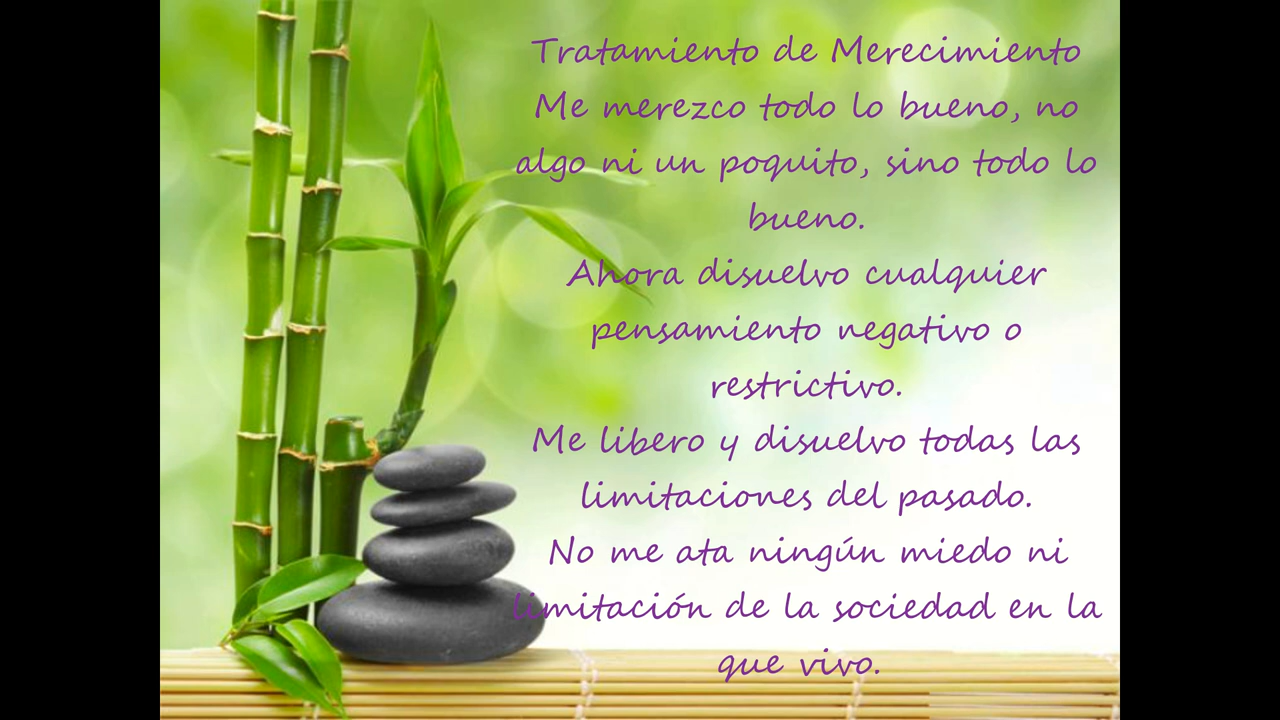 Tratamiento de Merecimiento
Me merezco todo lo bueno, no
algo ni un poquito, sino todo lo
bueno.
Ahora disuelvo cualquier
pensamiento negativo o
restrictivo.
Me libero y disuelvo todas las
limitaciones del pasado.
No me ata ningún miedo ni
limitación de la sociedad en la
que vivo.